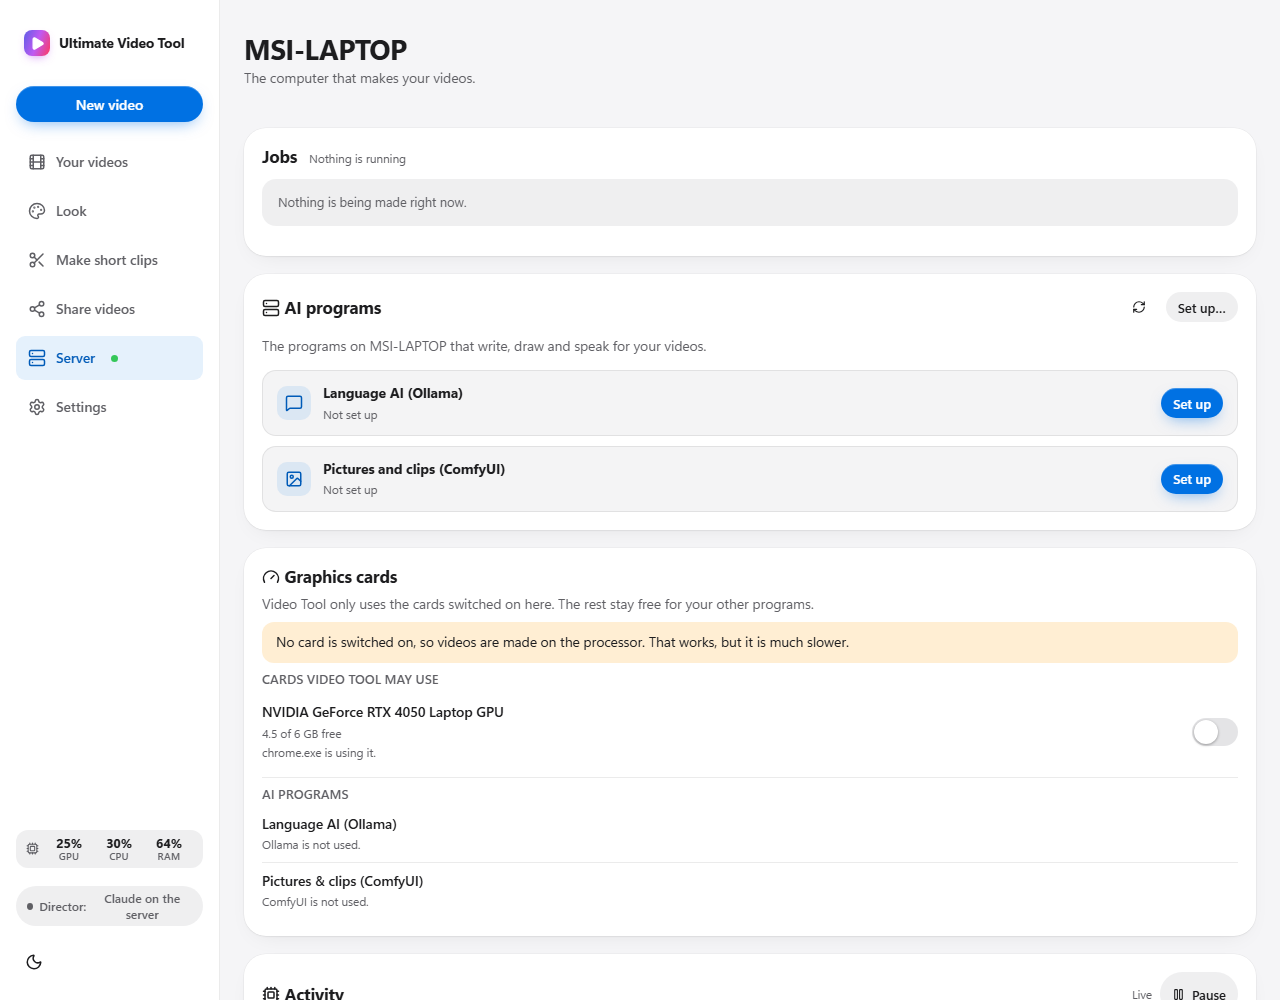 Ultimate Video Tool
New video
Your videos
Look
Make short clips
Share videos
Server
Settings
25% 30% 64%
GPU CPU RAM
Director: Claude on the
server
MSI-LAPTOP
The computer that makes your videos.
Jobs Nothing is running
Nothing is being made right now.
AI programs Set up...
The programs on MSI-LAPTOP that write, draw and speak for your videos.
Language AI (Ollama)
Not set up
Set up
Pictures and clips (ComfyUI)
Not set up
Set up
Graphics cards
Video Tool only uses the cards switched on here. The rest stay free for your other programs.
No card is switched on, so videos are made on the processor. That works, but it is much slower.
CARDS VIDEO TOOL MAY USE
NVIDIA GeForce RTX 4050 Laptop GPU
4.5 of 6 GB free
chrome.exe is using it.
AI PROGRAMS
Language AI (Ollama)
Ollama is not used.
Pictures & clips (ComfyUI)
ComfyUI is not used.
Activity Live Pause